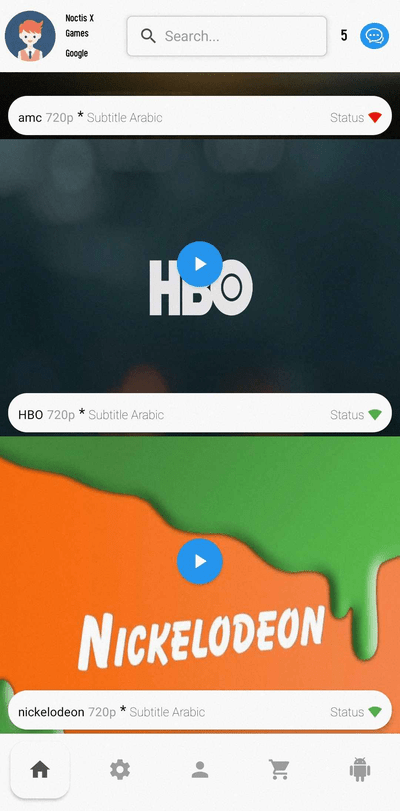 Noctis X
Games
Google
Search...
5
amc 720p * Subtitle Arabic
Status
HBO
HBO 720p * Subtitle Arabic
Status
NICKELODEON
nickelodeon 720p * Subtitle Arabic
Status